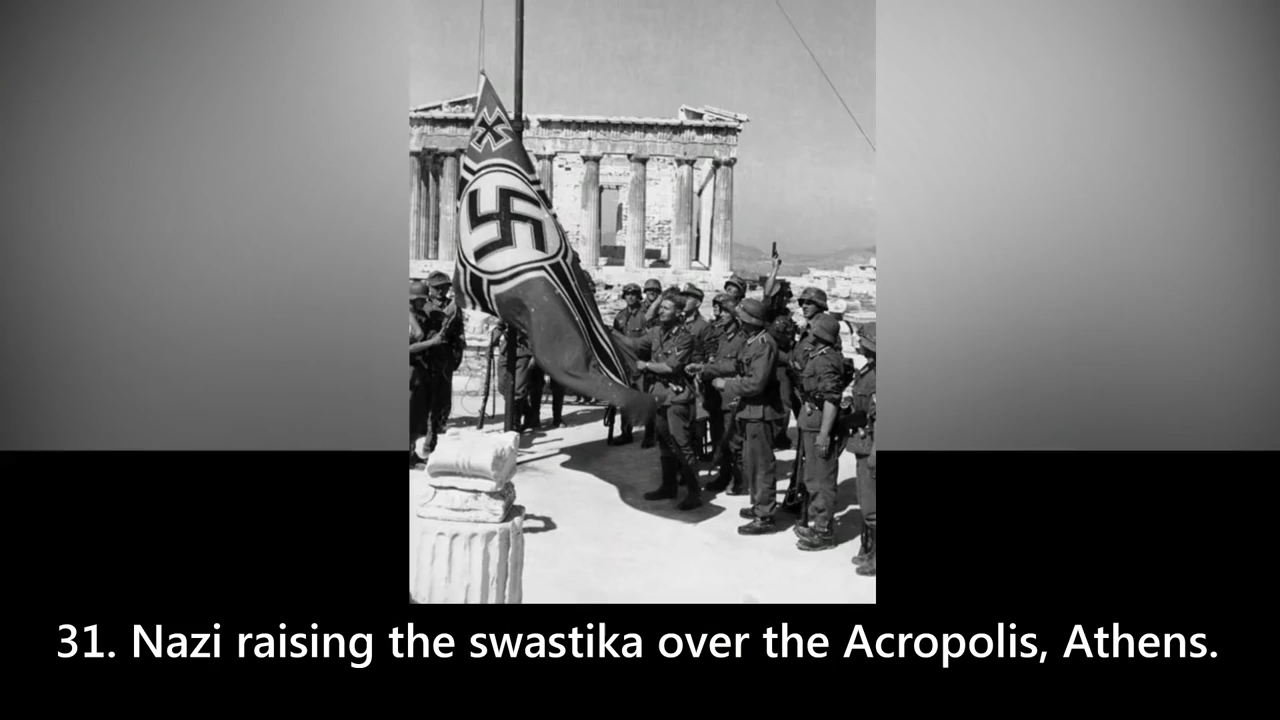 31. Nazi raising the swastika over the Acropolis, Athens.